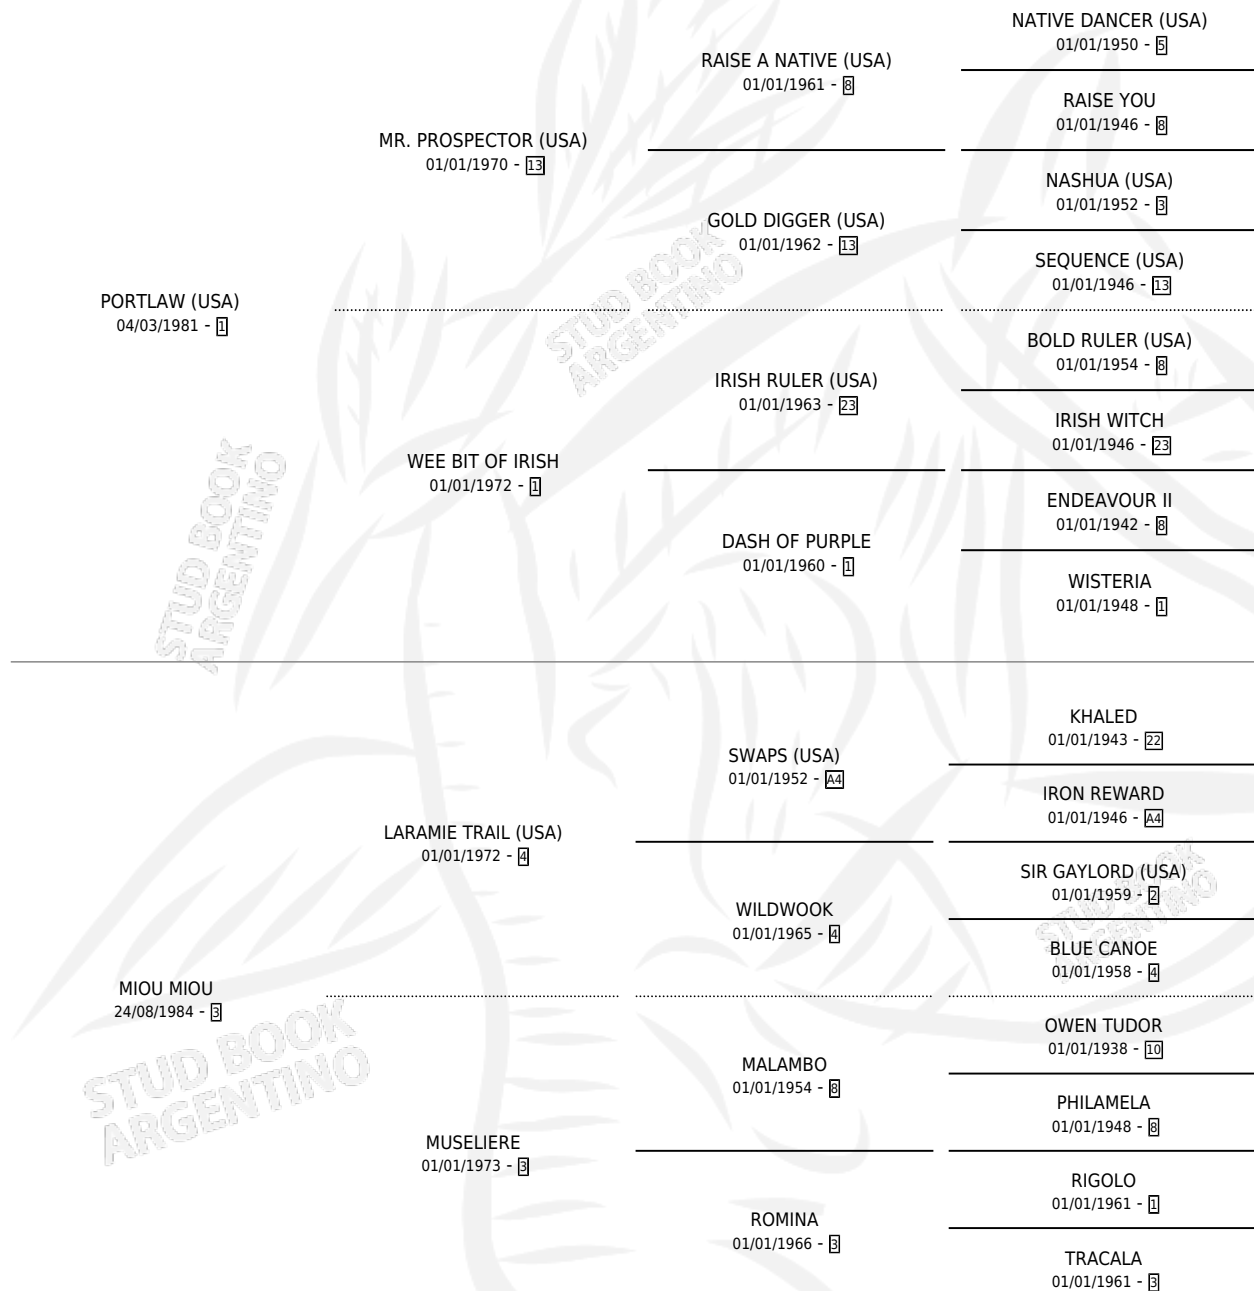 NATIVE DANCER (USA)
01/01/1950 - 5
RAISE A NATIVE (USA)
01/01/1961 - 8
RAISE YOU
01/01/1946 - 8
MR. PROSPECTOR (USA)
01/01/1970 - 13
NASHUA (USA)
01/01/1952 - 3
GOLD DIGGER (USA)
01/01/1962 - 13
SEQUENCE (USA)
01/01/1946 - 13
PORTLAW (USA)
04/03/1981 - 1
BOLD RULER (USA)
01/01/1954 - 8
IRISH RULER (USA)
01/01/1963 - 23
IRISH WITCH
01/01/1946 - 23
WEE BIT OF IRISH
01/01/1972 - 1
ENDEAVOUR II
01/01/1942 - 8
DASH OF PURPLE
01/01/1960 - 1
WISTERIA
01/01/1948 - 1
KHALED
01/01/1943 - 22
SWAPS (USA)
01/01/1952 - A4
IRON REWARD
01/01/1946 - A4
LARAMIE TRAIL (USA)
01/01/1972 - 4
SIR GAYLORD (USA)
01/01/1959 - 2
WILDWOOK
01/01/1965 - 4
BLUE CANOE
01/01/1958 - 4
MIOU MIOU
24/08/1984 - 3
OWEN TUDOR
01/01/1938 - 10
MALAMBO
01/01/1954 - 8
PHILAMELA
01/01/1948 - 8
MUSELIERE
01/01/1973 - 3
RIGOLO
01/01/1961 - 1
ROMINA
01/01/1966 - 3
TRACALA
01/01/1961 - 3
STUD BOOK
ARGENTINO
STUD BOOK
ARGENTINO
STUD BOOK
ARGENTINO
STUD BOOK
ARGENTINO